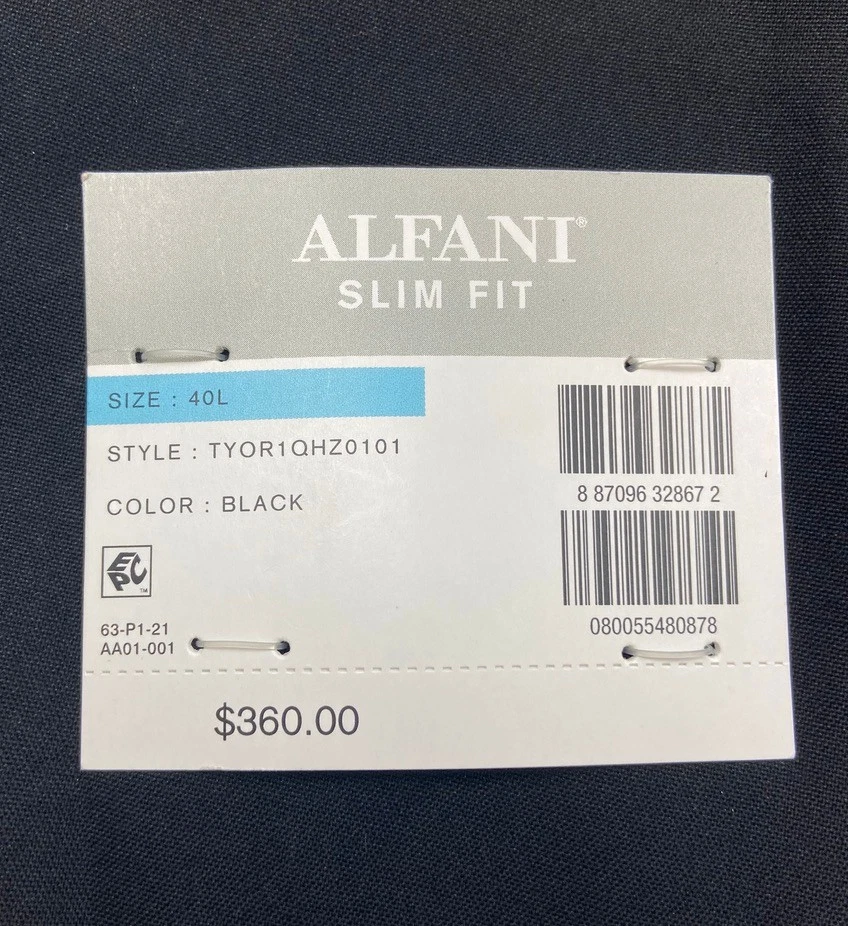 ALFANI®
SLIM FIT
SIZE : 40L
STYLE : TYOR1QHZ0101
COLOR : BLACK
8 87096 32867 2
EPC™
080055480878
63-P1-21
AA01-001
$360.00